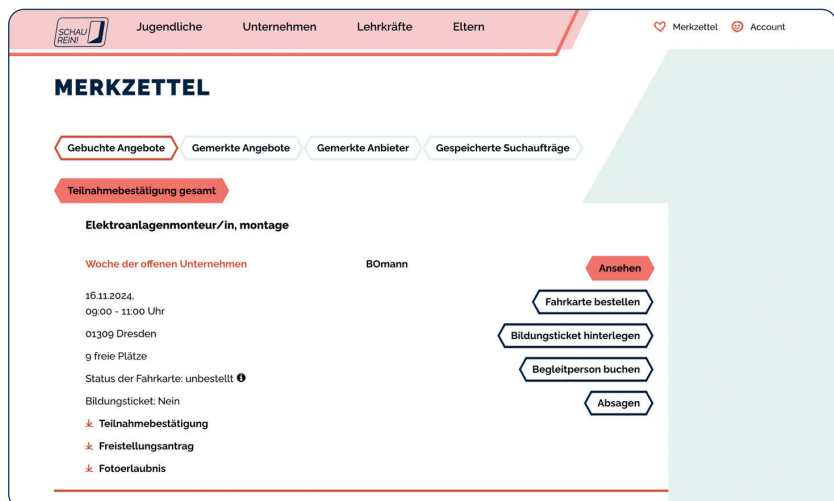 SCHAU
REIN!
Jugendliche Unternehmen Lehrkräfte Eltern Merkzettel Account
MERKZETTEL
Gebuchte Angebote Gemerkte Angebote Gemerkte Anbieter Gespeicherte Suchaufträge
Teilnahmebestätigung gesamt
Elektroanlagenmonteur/in, montage
Woche der offenen Unternehmen BOmann Ansehen
16.11.2024,
09:00 - 11:00 Uhr
Fahrkarte bestellen
01309 Dresden
Bildungsticket hinterlegen
9 freie Plätze
Begleitperson buchen
Status der Fahrkarte: unbestellt
Bildungsticket: Nein
Absagen
Teilnahmebestätigung
Freistellungsantrag
Fotoerlaubnis